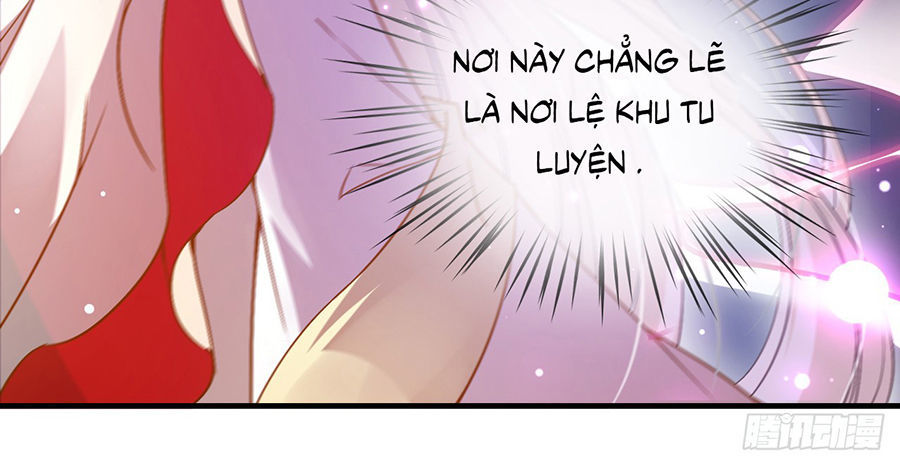 NƠI NÀY CHẲNG LẼ
LÀ NƠI LỆ KHU TU
LUYỆN .
腾讯动漫